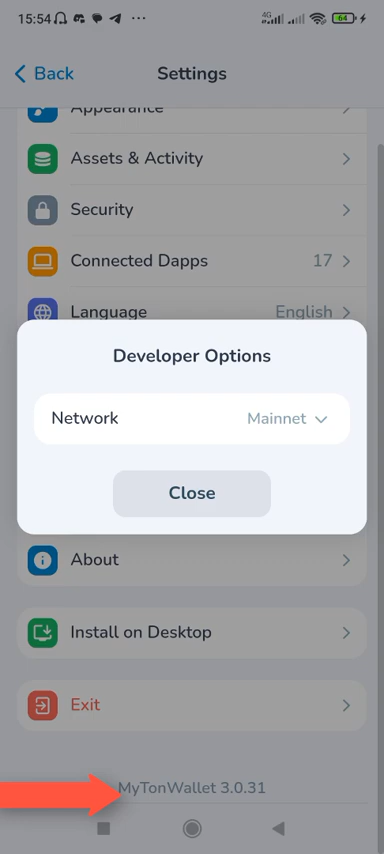 15:54 ... 4G 64
Back Settings
Appearance
Assets & Activity
Security
Connected Dapps 17
Language English
Developer Options
Network Mainnet
Close
About
Install on Desktop
Exit
MyTonWallet 3.0.31